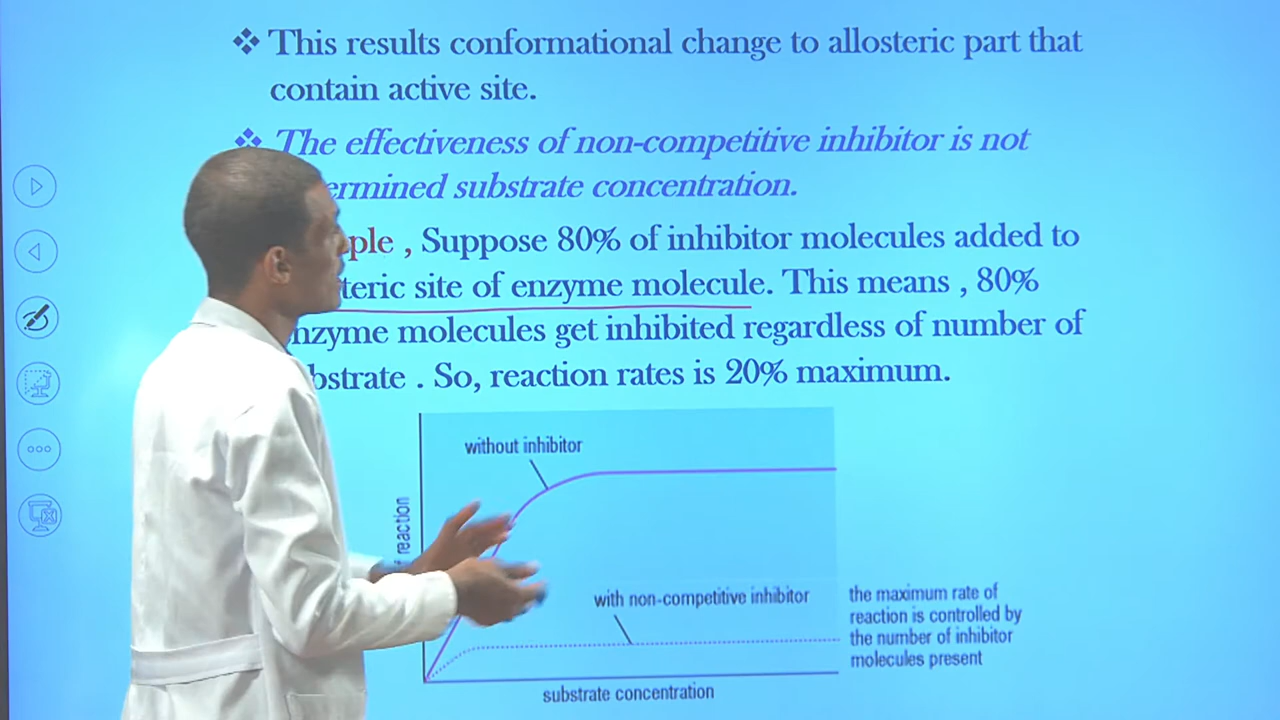 ❖ This results conformational change to allosteric part that
contain active site.
❖ The effectiveness of non-competitive inhibitor is not
ermined substrate concentration.
ple , Suppose 80% of inhibitor molecules added to
teric site of enzyme molecule. This means , 80%
nzyme molecules get inhibited regardless of number of
bstrate . So, reaction rates is 20% maximum.
without inhibitor
f reaction
with non-competitive inhibitor
the maximum rate of
reaction is controlled by
the number of inhibitor
molecules present
substrate concentration